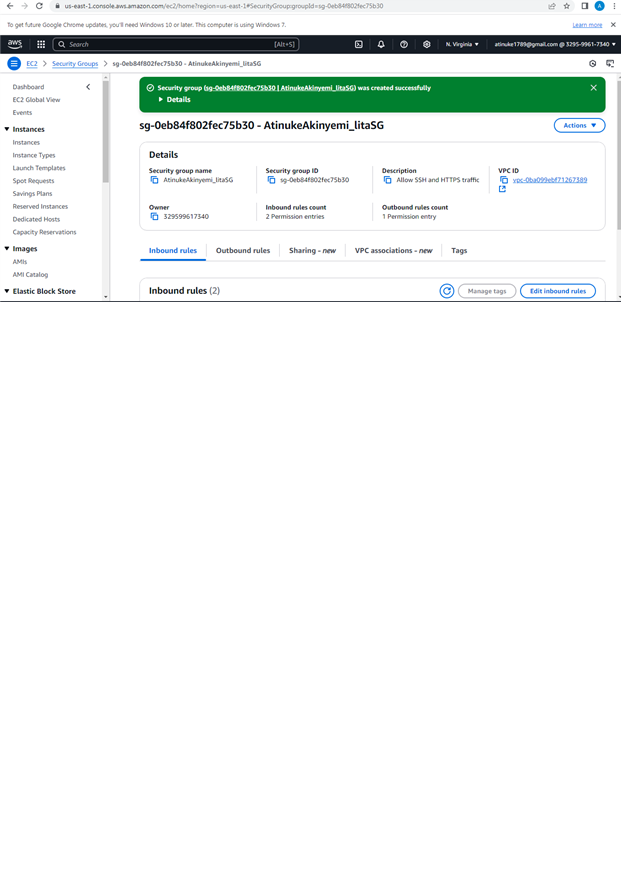 us-east-1.console.aws.amazon.com/ec2/home?region=us-east-1#SecurityGroup:groupId=sg-0eb84f802fec75b30
A
To get future Google Chrome updates, you'll need Windows 10 or later. This computer is using Windows 7.
Learn more
aws
Search
[Alt+S]
N. Virginia
atinuke1789@gmail.com @ 3295-9961-7340
EC2
Security Groups
sg-0eb84f802fec75b30 - AtinukeAkinyemi_litaSG
Dashboard
EC2 Global View
Events
Instances
Instances
Instance Types
Launch Templates
Spot Requests
Savings Plans
Reserved Instances
Dedicated Hosts
Capacity Reservations
Images
AMIs
AMI Catalog
Elastic Block Store
Security group (sg-0eb84f802fec75b30 | AtinukeAkinyemi_litaSG) was created successfully
Details
sg-0eb84f802fec75b30 - AtinukeAkinyemi_litaSG
Actions
Details
Security group name
AtinukeAkinyemi_litaSG
Security group ID
sg-0eb84f802fec75b30
Description
Allow SSH and HTTPS traffic
VPC ID
vpc-0ba099ebf71267389
Owner
329599617340
Inbound rules count
2 Permission entries
Outbound rules count
1 Permission entry
Inbound rules
Outbound rules
Sharing - new
VPC associations - new
Tags
Inbound rules (2)
Manage tags
Edit inbound rules